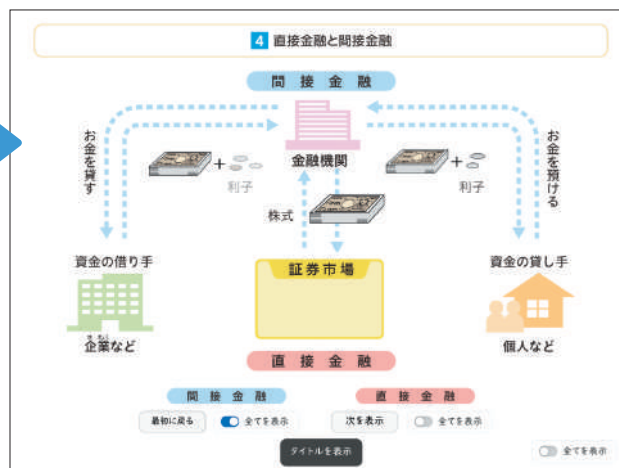 4 直接金融と間接金融
間接金融
お金を貸す
お金を預ける
金融機関
利子
利子
株式
資金の借り手
証券市場
資金の貸し手
企業など
き ぎょう
個人など
直接金融
間接金融
直接金融
最初に戻る
全てを表示
次を表示
全てを表示
タイトルを表示
全てを表示